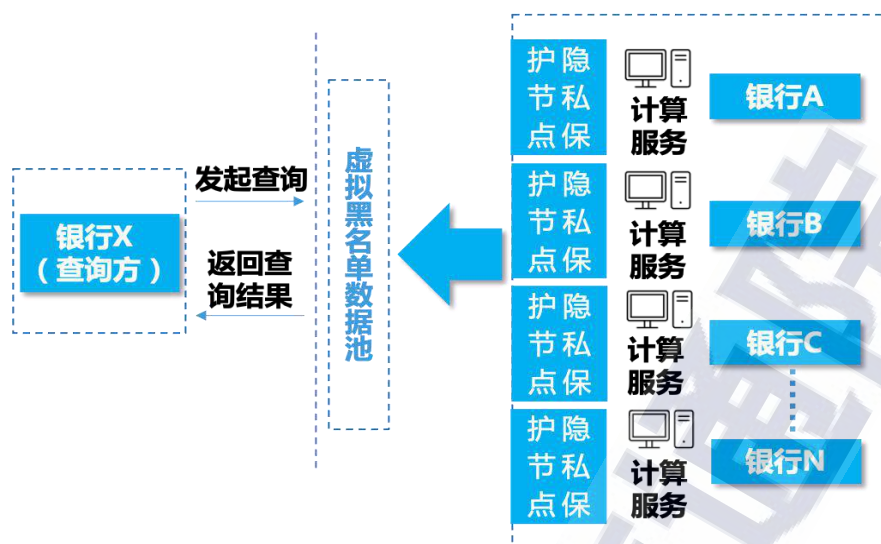 银行X
（查询方）
发起查询
返回查
询结果
虚拟黑名单数据池
隐私保
护节点
计算
服务
银行A
隐私保
护节点
计算
服务
银行B
隐私保
护节点
计算
服务
银行C
隐私保
护节点
计算
服务
银行N